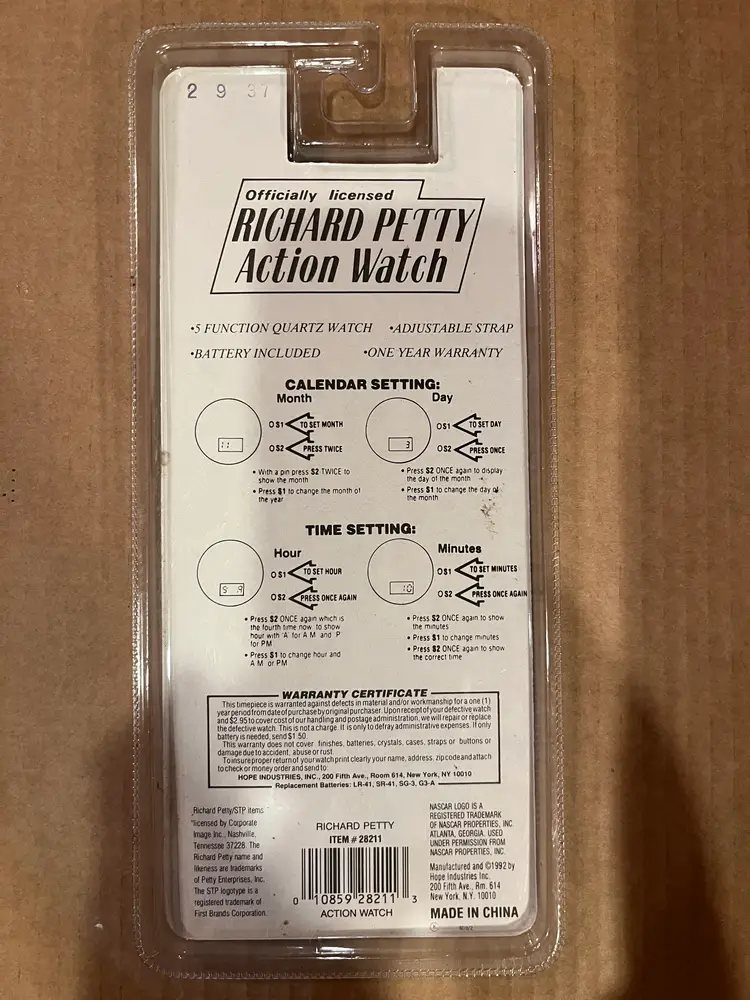 2 9 37
Officially licensed
RICHARD PETTY
Action Watch
•5 FUNCTION QUARTZ WATCH •ADJUSTABLE STRAP
•BATTERY INCLUDED •ONE YEAR WARRANTY
CALENDAR SETTING:
Month
O S1 TO SET MONTH
11
O S2 PRESS TWICE
• With a pin press S2 TWICE to
show the month
• Press S1 to change the month of
the year
Day
O S1 TO SET DAY
3
O S2 PRESS ONCE
• Press S2 ONCE again to display
the day of the month
• Press S1 to change the day of
the month
TIME SETTING:
Hour
O S1 TO SET HOUR
O S2 PRESS ONCE AGAIN
• Press S2 ONCE again which is
the fourth time now to show
hour with 'A' for A M and 'P'
for PM
• Press S1 to change hour and
A M or PM
Minutes
O S1 TO SET MINUTES
10
O S2 PRESS ONCE AGAIN
• Press S2 ONCE again to show
the minutes
• Press S1 to change minutes
• Press S2 ONCE again to show
the correct time
WARRANTY CERTIFICATE
This timepiece is warranted against defects in material and/or workmanship for a one (1)
year period from date of purchase by original purchaser. Upon receipt of your defective watch
and $2.95 to cover cost of our handling and postage administration, we will repair or replace
the defective watch. This is not a charge. It is only to defray administrative expenses. If only
battery is needed, send $1.50.
This warranty does not cover finishes, batteries, crystals, cases, straps or buttons or
damage due to accident, abuse or rust.
To insure proper return of your watch print clearly your name, address, zip code and attach
to check or money order and send to:
HOPE INDUSTRIES, INC., 200 Fifth Ave., Room 614, New York, NY 10010
Replacement Batteries: LR-41, SR-41, SG-3, G3-A
Richard Petty/STP items
licensed by Corporate
Image Inc., Nashville,
Tennessee 37228. The
Richard Petty name and
likeness are trademarks
of Petty Enterprises, Inc.
The STP logotype is a
registered trademark of
First Brands Corporation.
RICHARD PETTY
ITEM # 28211
0 10859 28211 3
ACTION WATCH
NASCAR LOGO IS A
REGISTERED TRADEMARK
OF NASCAR PROPERTIES, INC.
ATLANTA, GEORGIA. USED
UNDER PERMISSION FROM
NASCAR PROPERTIES, INC.
Manufactured and ©1992 by
Hope Industries Inc.
200 Fifth Ave., Rm. 614
New York, N.Y. 10010
MADE IN CHINA